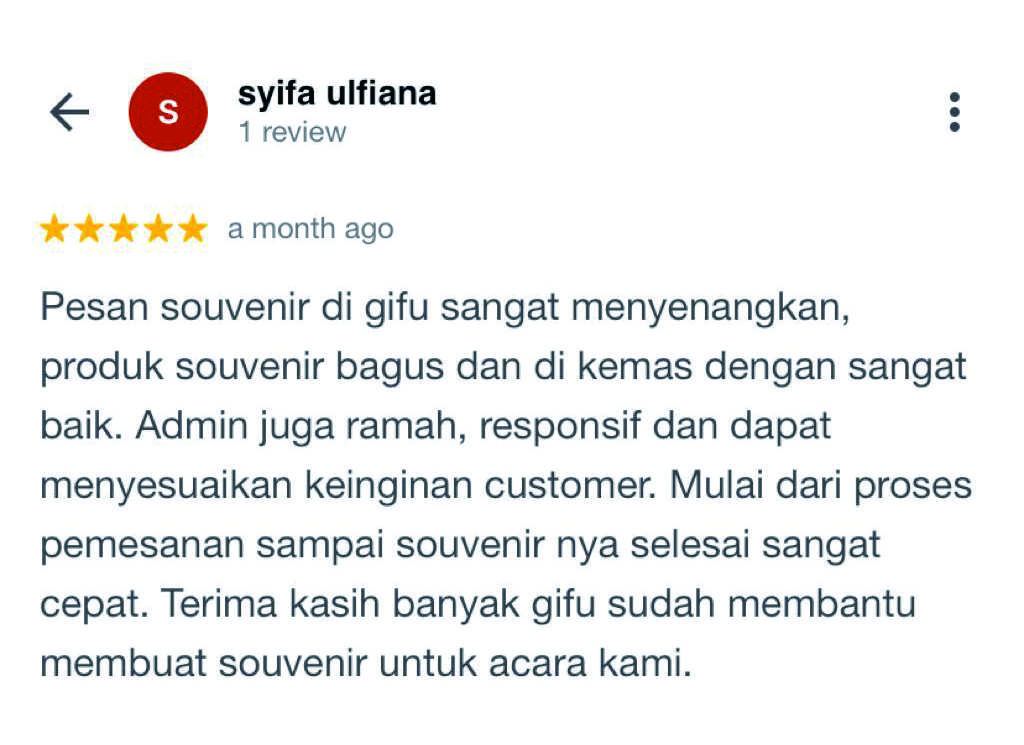 S
syifa ulfiana
1 review
a month ago
Pesan souvenir di gifu sangat menyenangkan,
produk souvenir bagus dan di kemas dengan sangat
baik. Admin juga ramah, responsif dan dapat
menyesuaikan keinginan customer. Mulai dari proses
pemesanan sampai souvenir nya selesai sangat
cepat. Terima kasih banyak gifu sudah membantu
membuat souvenir untuk acara kami.